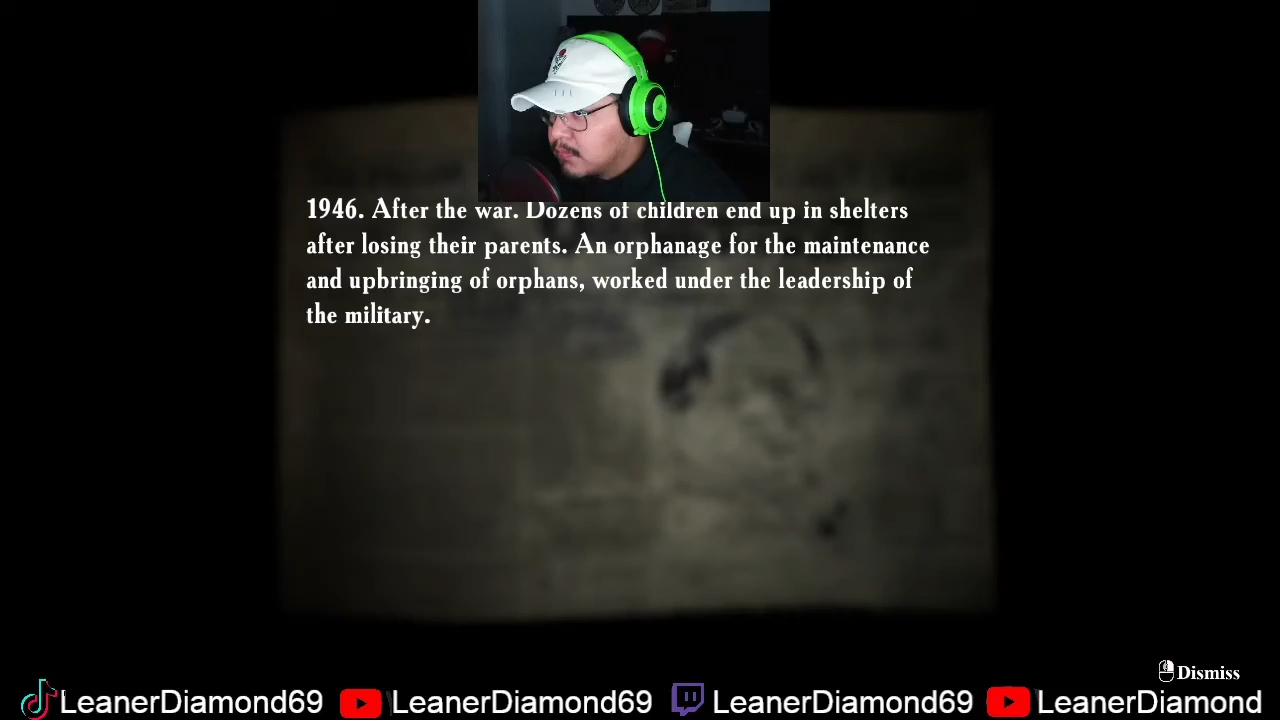 1946. After the war. Dozens of children end up in shelters
after losing their parents. An orphanage for the maintenance
and upbringing of orphans, worked under the leadership of
the military.
Dismiss
LeanerDiamond69 LeanerDiamond69 LeanerDiamond69 LeanerDiamond